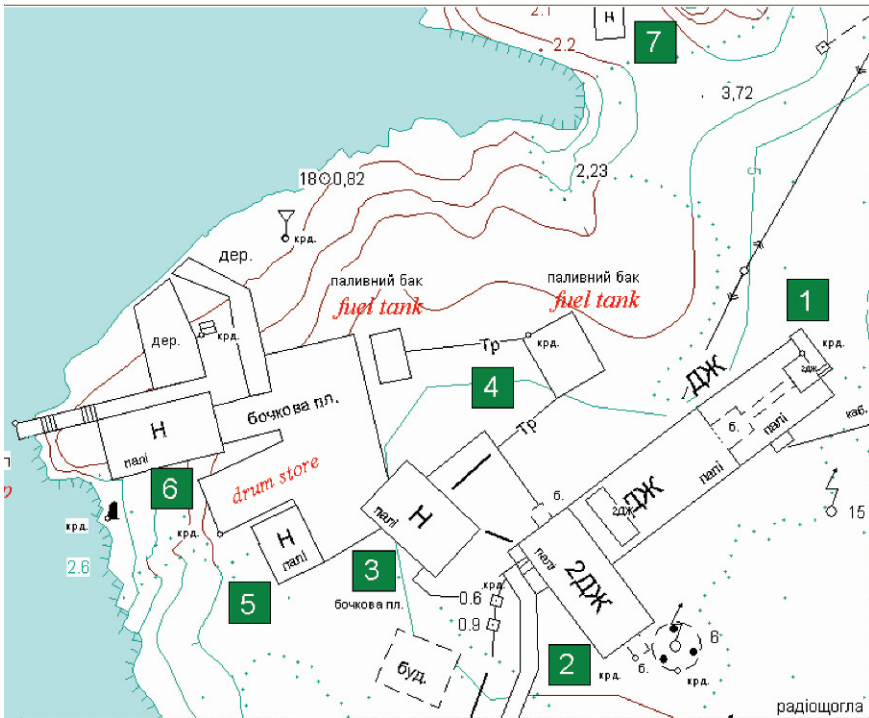 2.1
Н
2.2
7
3,72
2,23
18 0,82
крд.
дер.
5
паливний бак
fuel tank
паливний бак
fuel tank
1
дер.
крд.
Тр
крд.
крд.
ДЖ
2ДЖ
4
бочкова пл.
Н
палі
б.
палі
каб.
Тр
палі
drum store
6
б.
2ДЖ
ДЖ
Н
палі
15
крд.
крд.
Н
палі
палі
2ДЖ
2.6
3
крд.
5
бочкова пл.
0.6
0.9
6
2
буд.
б.
крд.
крд.
радіощогла